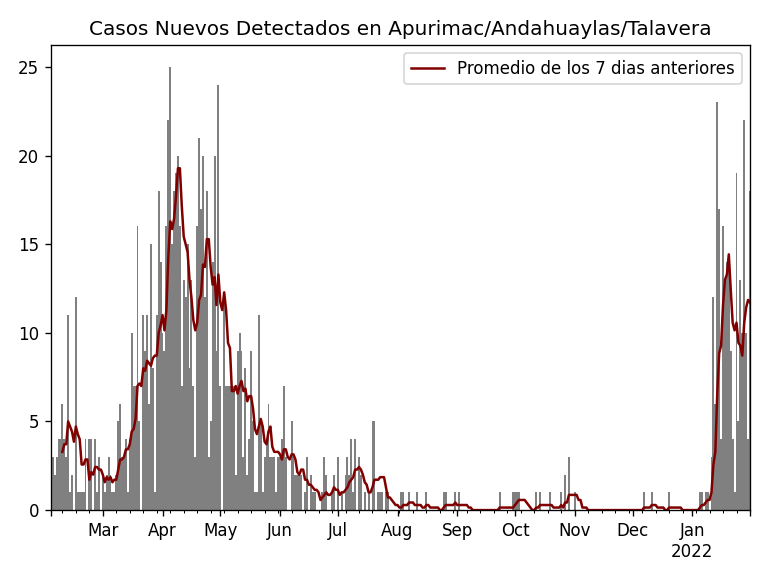 Casos Nuevos Detectados en Apurimac/Andahuaylas/Talavera
Promedio de los 7 dias anteriores
25
20
15
10
5
0
Mar Apr May Jun Jul Aug Sep Oct Nov Dec Jan
2022